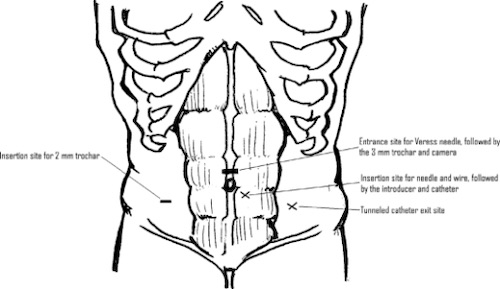 Insertion site for 2 mm trochar
Entrance site for Veress needle, followed by
the 3 mm trochar and camera
Insertion site for needle and wire, followed
by the introducer and catheter
Tunneled catheter exit site